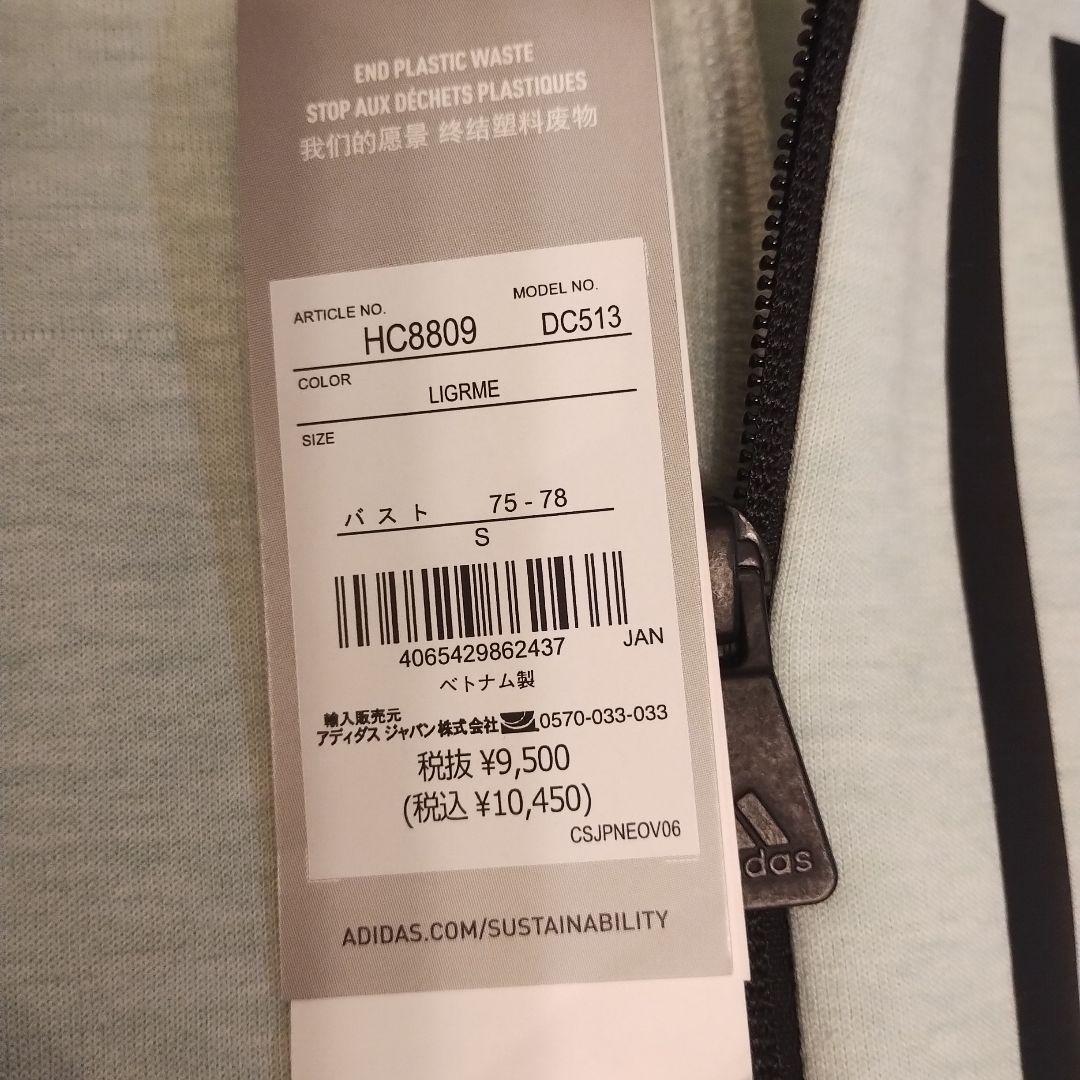 END PLASTIC WASTE
STOP AUX DÉCHETS PLASTIQUES
我们的愿景 终结塑料废物
ARTICLE NO. MODEL NO.
HC8809 DC513
COLOR
LIGRME
SIZE
バスト 75 - 78
S
4065429862437 JAN
ベトナム製
輸入販売元
アディダス ジャパン株式会社 0570-033-033
税抜 ¥9,500
(税込 ¥10,450)
CSJPNEOV06
das
ADIDAS.COM/SUSTAINABILITY